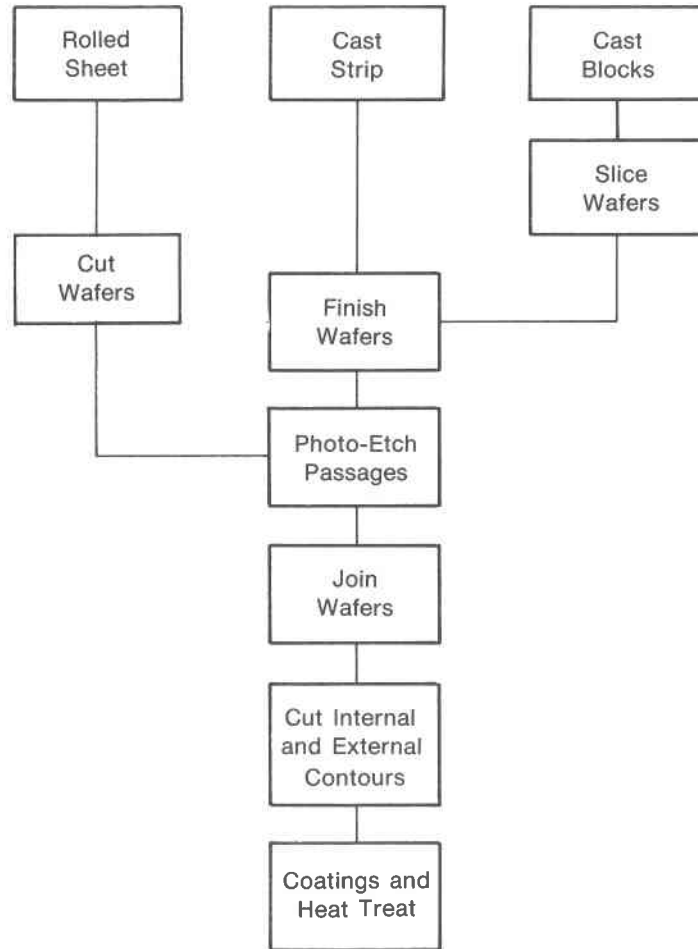 Rolled
Sheet
Cast
Strip
Cast
Blocks
Slice
Wafers
Cut
Wafers
Finish
Wafers
Photo-Etch
Passages
Join
Wafers
Cut Internal
and External
Contours
Coatings and
Heat Treat